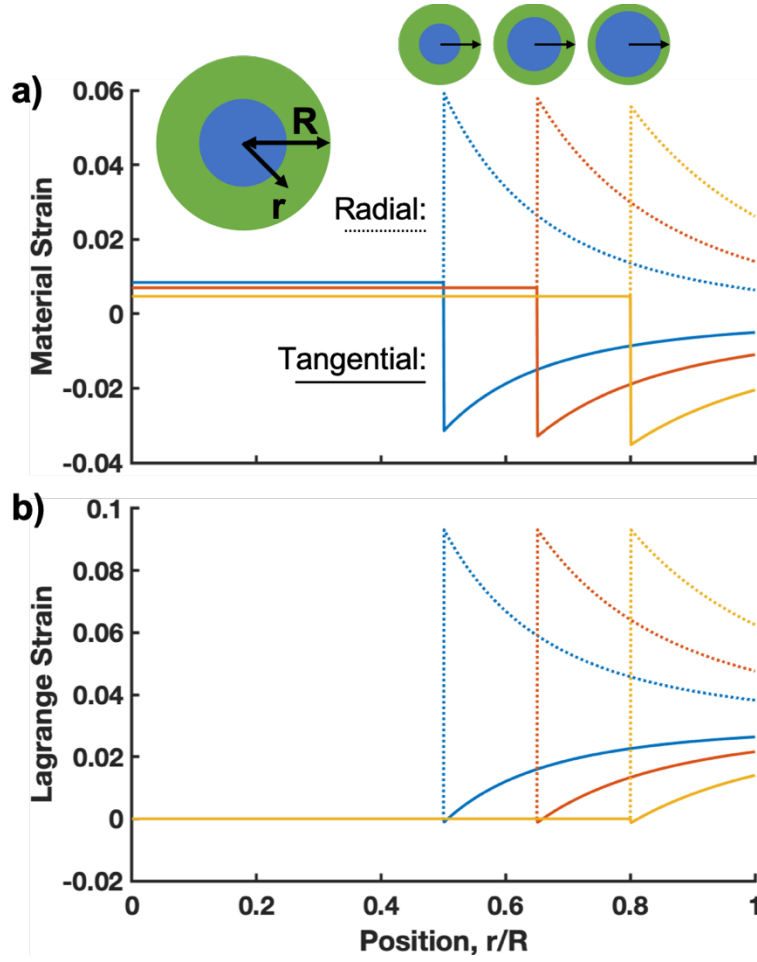 a)
0.06
0.04
0.02
0
-0.02
-0.04
Material Strain
R
r
Radial:
Tangential:
b)
0.1
0.08
0.06
0.04
0.02
0
-0.02
Lagrange Strain
0
0.2
0.4
0.6
0.8
1
Position, r/R